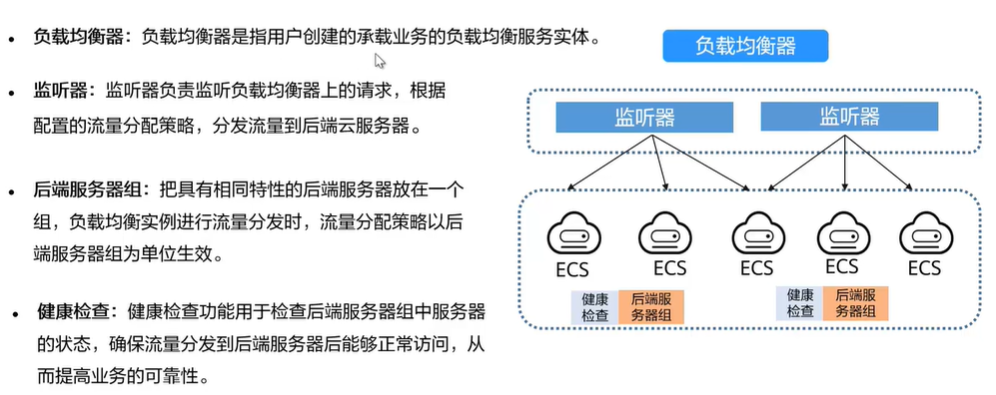 • 负载均衡器：负载均衡器是指用户创建的承载业务的负载均衡服务实体。
• 监听器：监听器负责监听负载均衡器上的请求，根据
配置的流量分配策略，分发流量到后端云服务器。
• 后端服务器组：把具有相同特性的后端服务器放在一个
组，负载均衡实例进行流量分发时，流量分配策略以后
端服务器组为单位生效。
• 健康检查：健康检查功能用于检查后端服务器组中服务器
的状态，确保流量分发到后端服务器后能够正常访问，从
而提高业务的可靠性。
负载均衡器
监听器 监听器
ECS ECS ECS ECS ECS
健康 后端服 健康 后端服
检查 务器组 检查 务器组